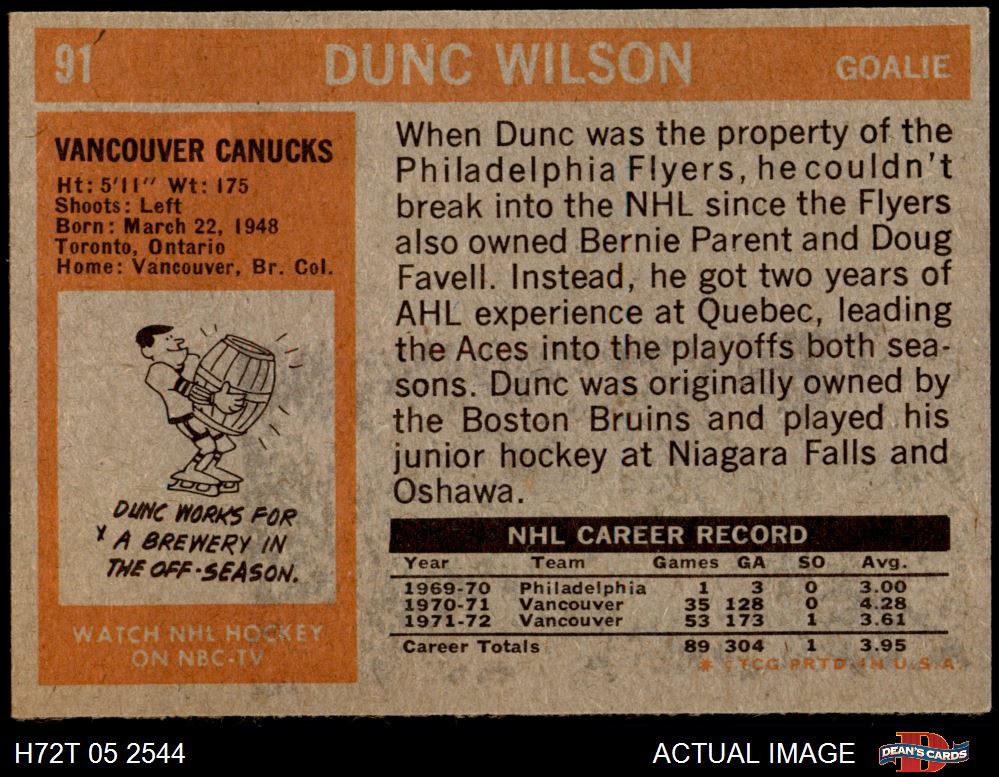 91 DUNC WILSON GOALIE
VANCOUVER CANUCKS
Ht: 5'11" Wt: 175
Shoots: Left
Born: March 22, 1948
Toronto, Ontario
Home: Vancouver, Br. Col.
DUNC WORKS FOR
A BREWERY IN
THE OFF-SEASON.
WATCH NHL HOCKEY
ON NBC-TV
When Dunc was the property of the
Philadelphia Flyers, he couldn't
break into the NHL since the Flyers
also owned Bernie Parent and Doug
Favell. Instead, he got two years of
AHL experience at Quebec, leading
the Aces into the playoffs both sea-
sons. Dunc was originally owned by
the Boston Bruins and played his
junior hockey at Niagara Falls and
Oshawa.
NHL CAREER RECORD
Year Team Games GA SO Avg.
1969-70 Philadelphia 1 3 0 3.00
1970-71 Vancouver 35 128 0 4.28
1971-72 Vancouver 53 173 1 3.61
Career Totals 89 304 1 3.95
* ©TCG PRTD. IN U.S.A.
H72T 05 2544 ACTUAL IMAGE DEAN'S CARDS